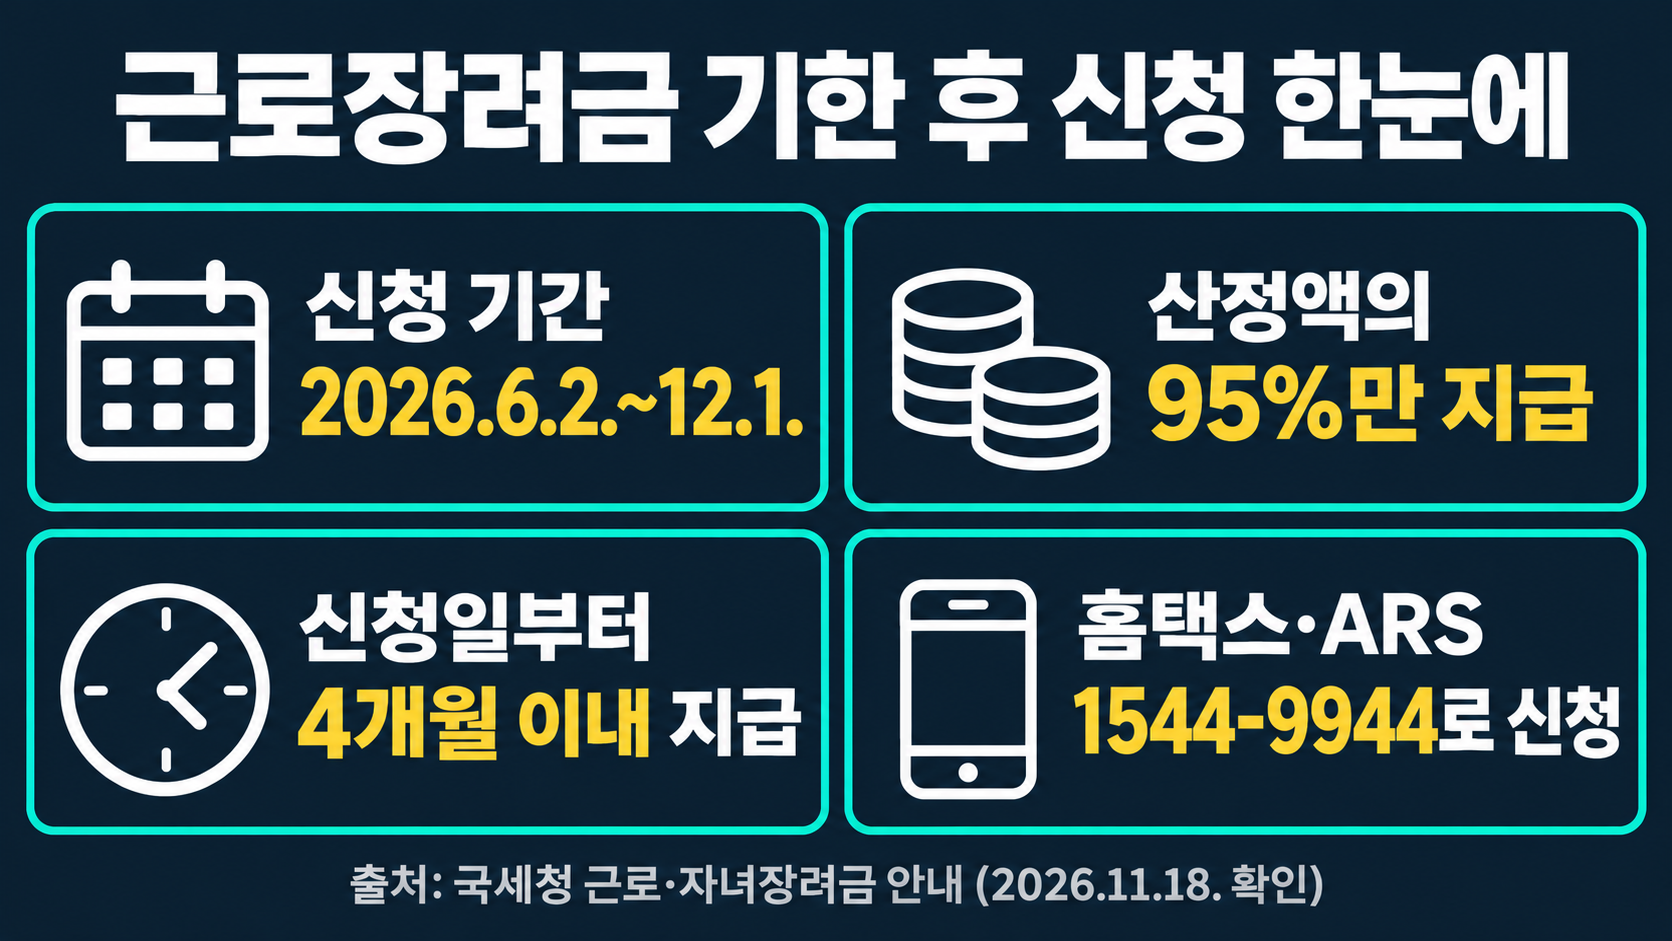 근로장려금 기한 후 신청 한눈에
신청 기간
2026.6.2.~12.1.
산정액의
95%만 지급
신청일부터
4개월 이내 지급
홈택스·ARS
1544-9944로 신청
출처: 국세청 근로·자녀장려금 안내 (2026.11.18. 확인)